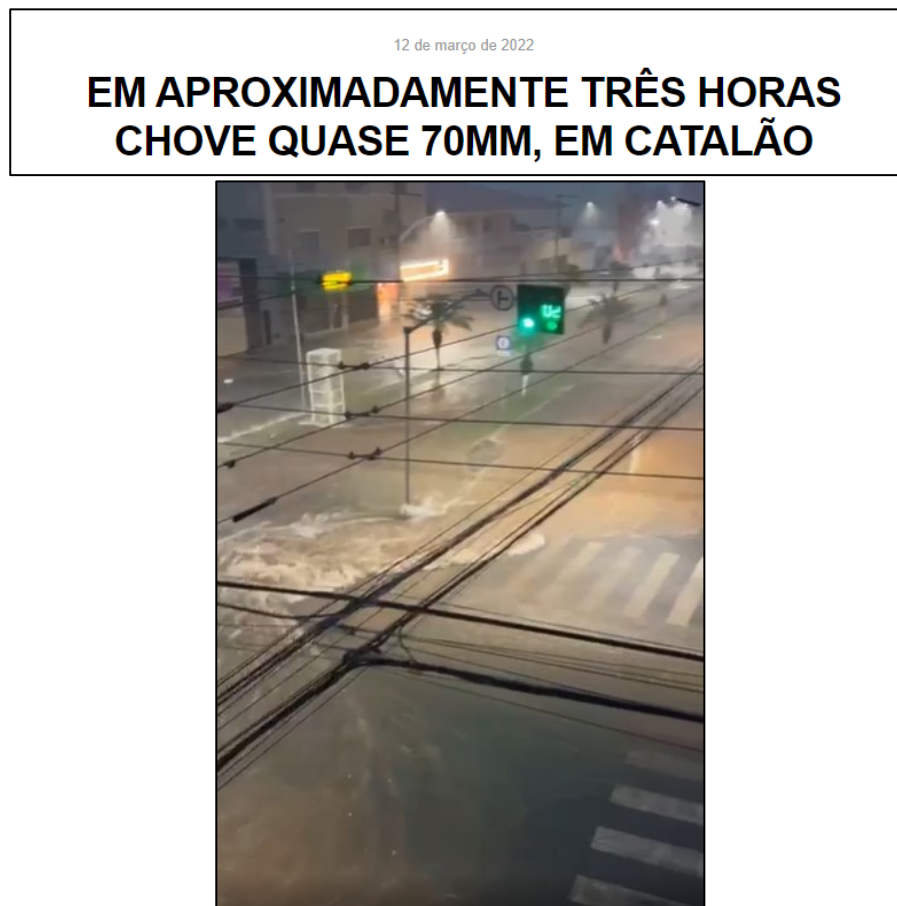 12 de março de 2022
EM APROXIMADAMENTE TRÊS HORAS
CHOVE QUASE 70MM, EM CATALÃO